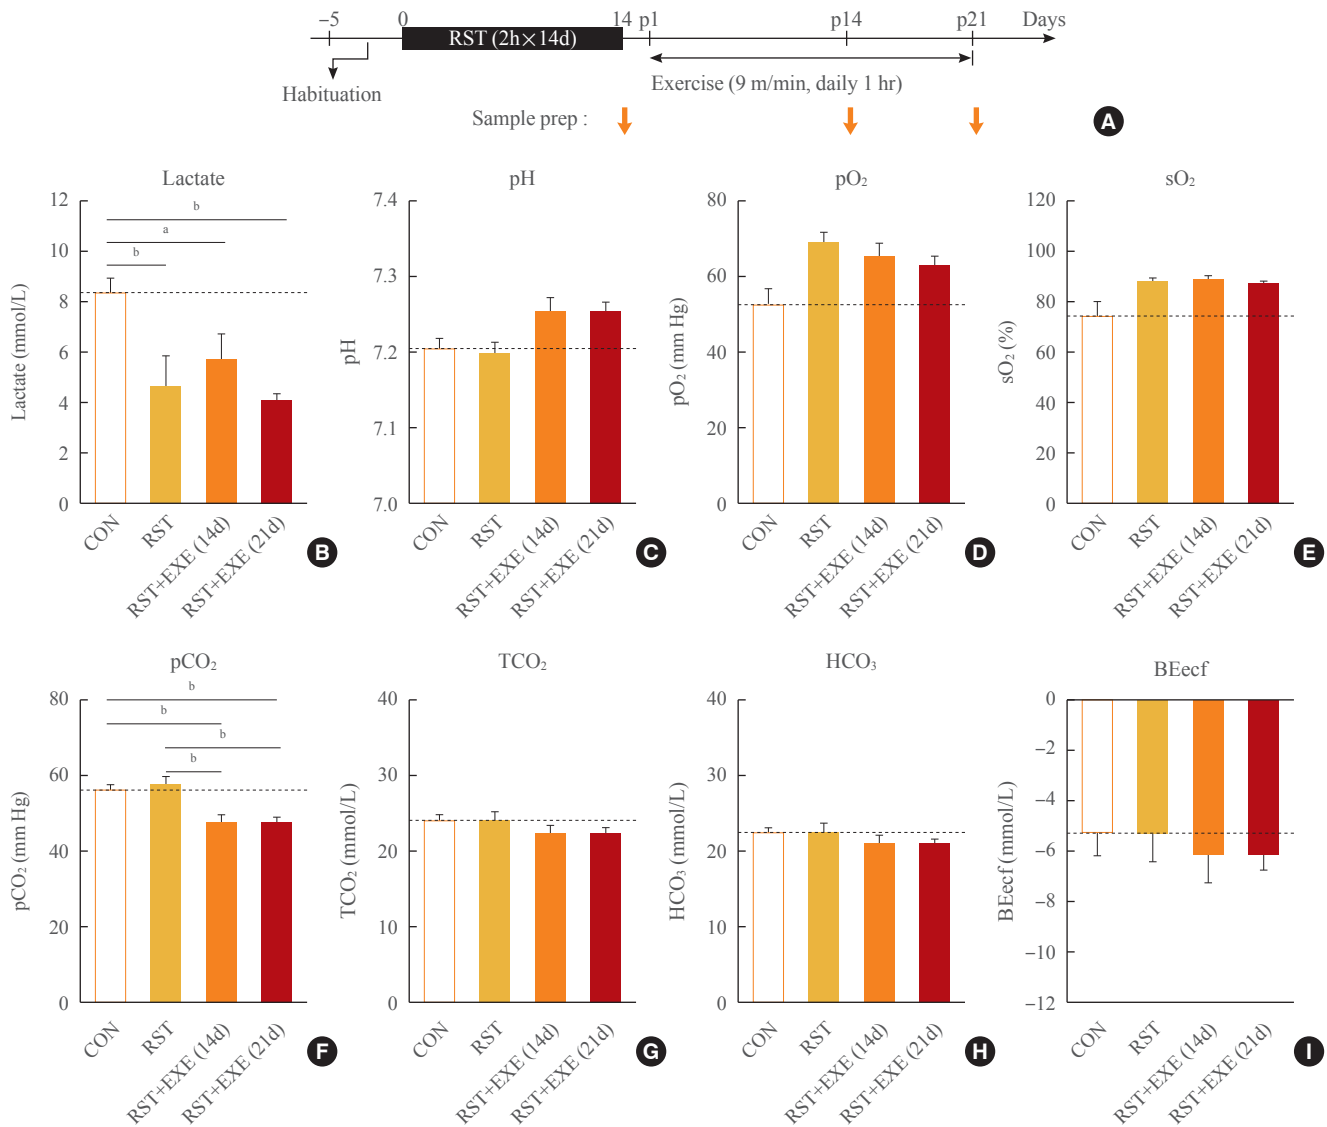 −5 0 14 p1 p14 p21 Days
RST (2h×14d)
Habituation
Exercise (9 m/min, daily 1 hr)
Sample prep :
A
Lactate
12
10
8
6
4
2
0
Lactate (mmol/L)
b
a
b
CON
RST
RST+EXE (14d)
RST+EXE (21d)
B
pH
7.4
7.3
7.2
7.1
7.0
pH
CON
RST
RST+EXE (14d)
RST+EXE (21d)
C
pO₂
80
60
40
20
0
pO₂ (mm Hg)
CON
RST
RST+EXE (14d)
RST+EXE (21d)
D
sO₂
120
100
80
60
40
20
0
sO₂ (%)
CON
RST
RST+EXE (14d)
RST+EXE (21d)
E
pCO₂
80
60
40
20
0
pCO₂ (mm Hg)
b
b
b
b
CON
RST
RST+EXE (14d)
RST+EXE (21d)
F
TCO₂
40
30
20
10
0
TCO₂ (mmol/L)
CON
RST
RST+EXE (14d)
RST+EXE (21d)
G
HCO₃
40
30
20
10
0
HCO₃ (mmol/L)
CON
RST
RST+EXE (14d)
RST+EXE (21d)
H
BEecf
0
−2
−4
−6
−8
−10
−12
BEecf (mmol/L)
CON
RST
RST+EXE (14d)
RST+EXE (21d)
I